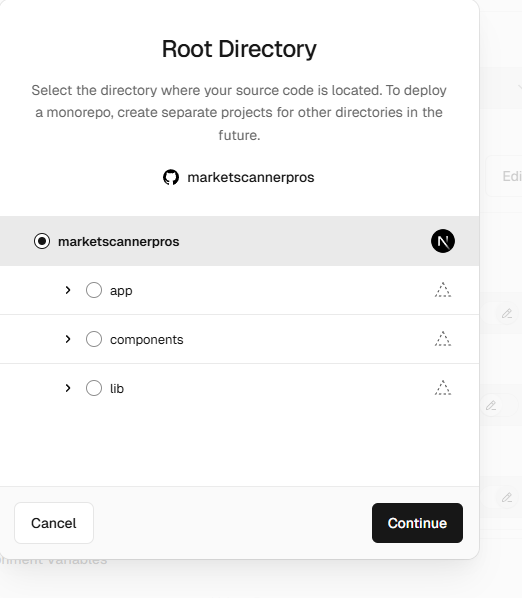 Root Directory
Select the directory where your source code is located. To deploy
a monorepo, create separate projects for other directories in the
future.
marketscannerpros
marketscannerpros
N
app
components
lib
Edi
Cancel
Continue
nment Variables